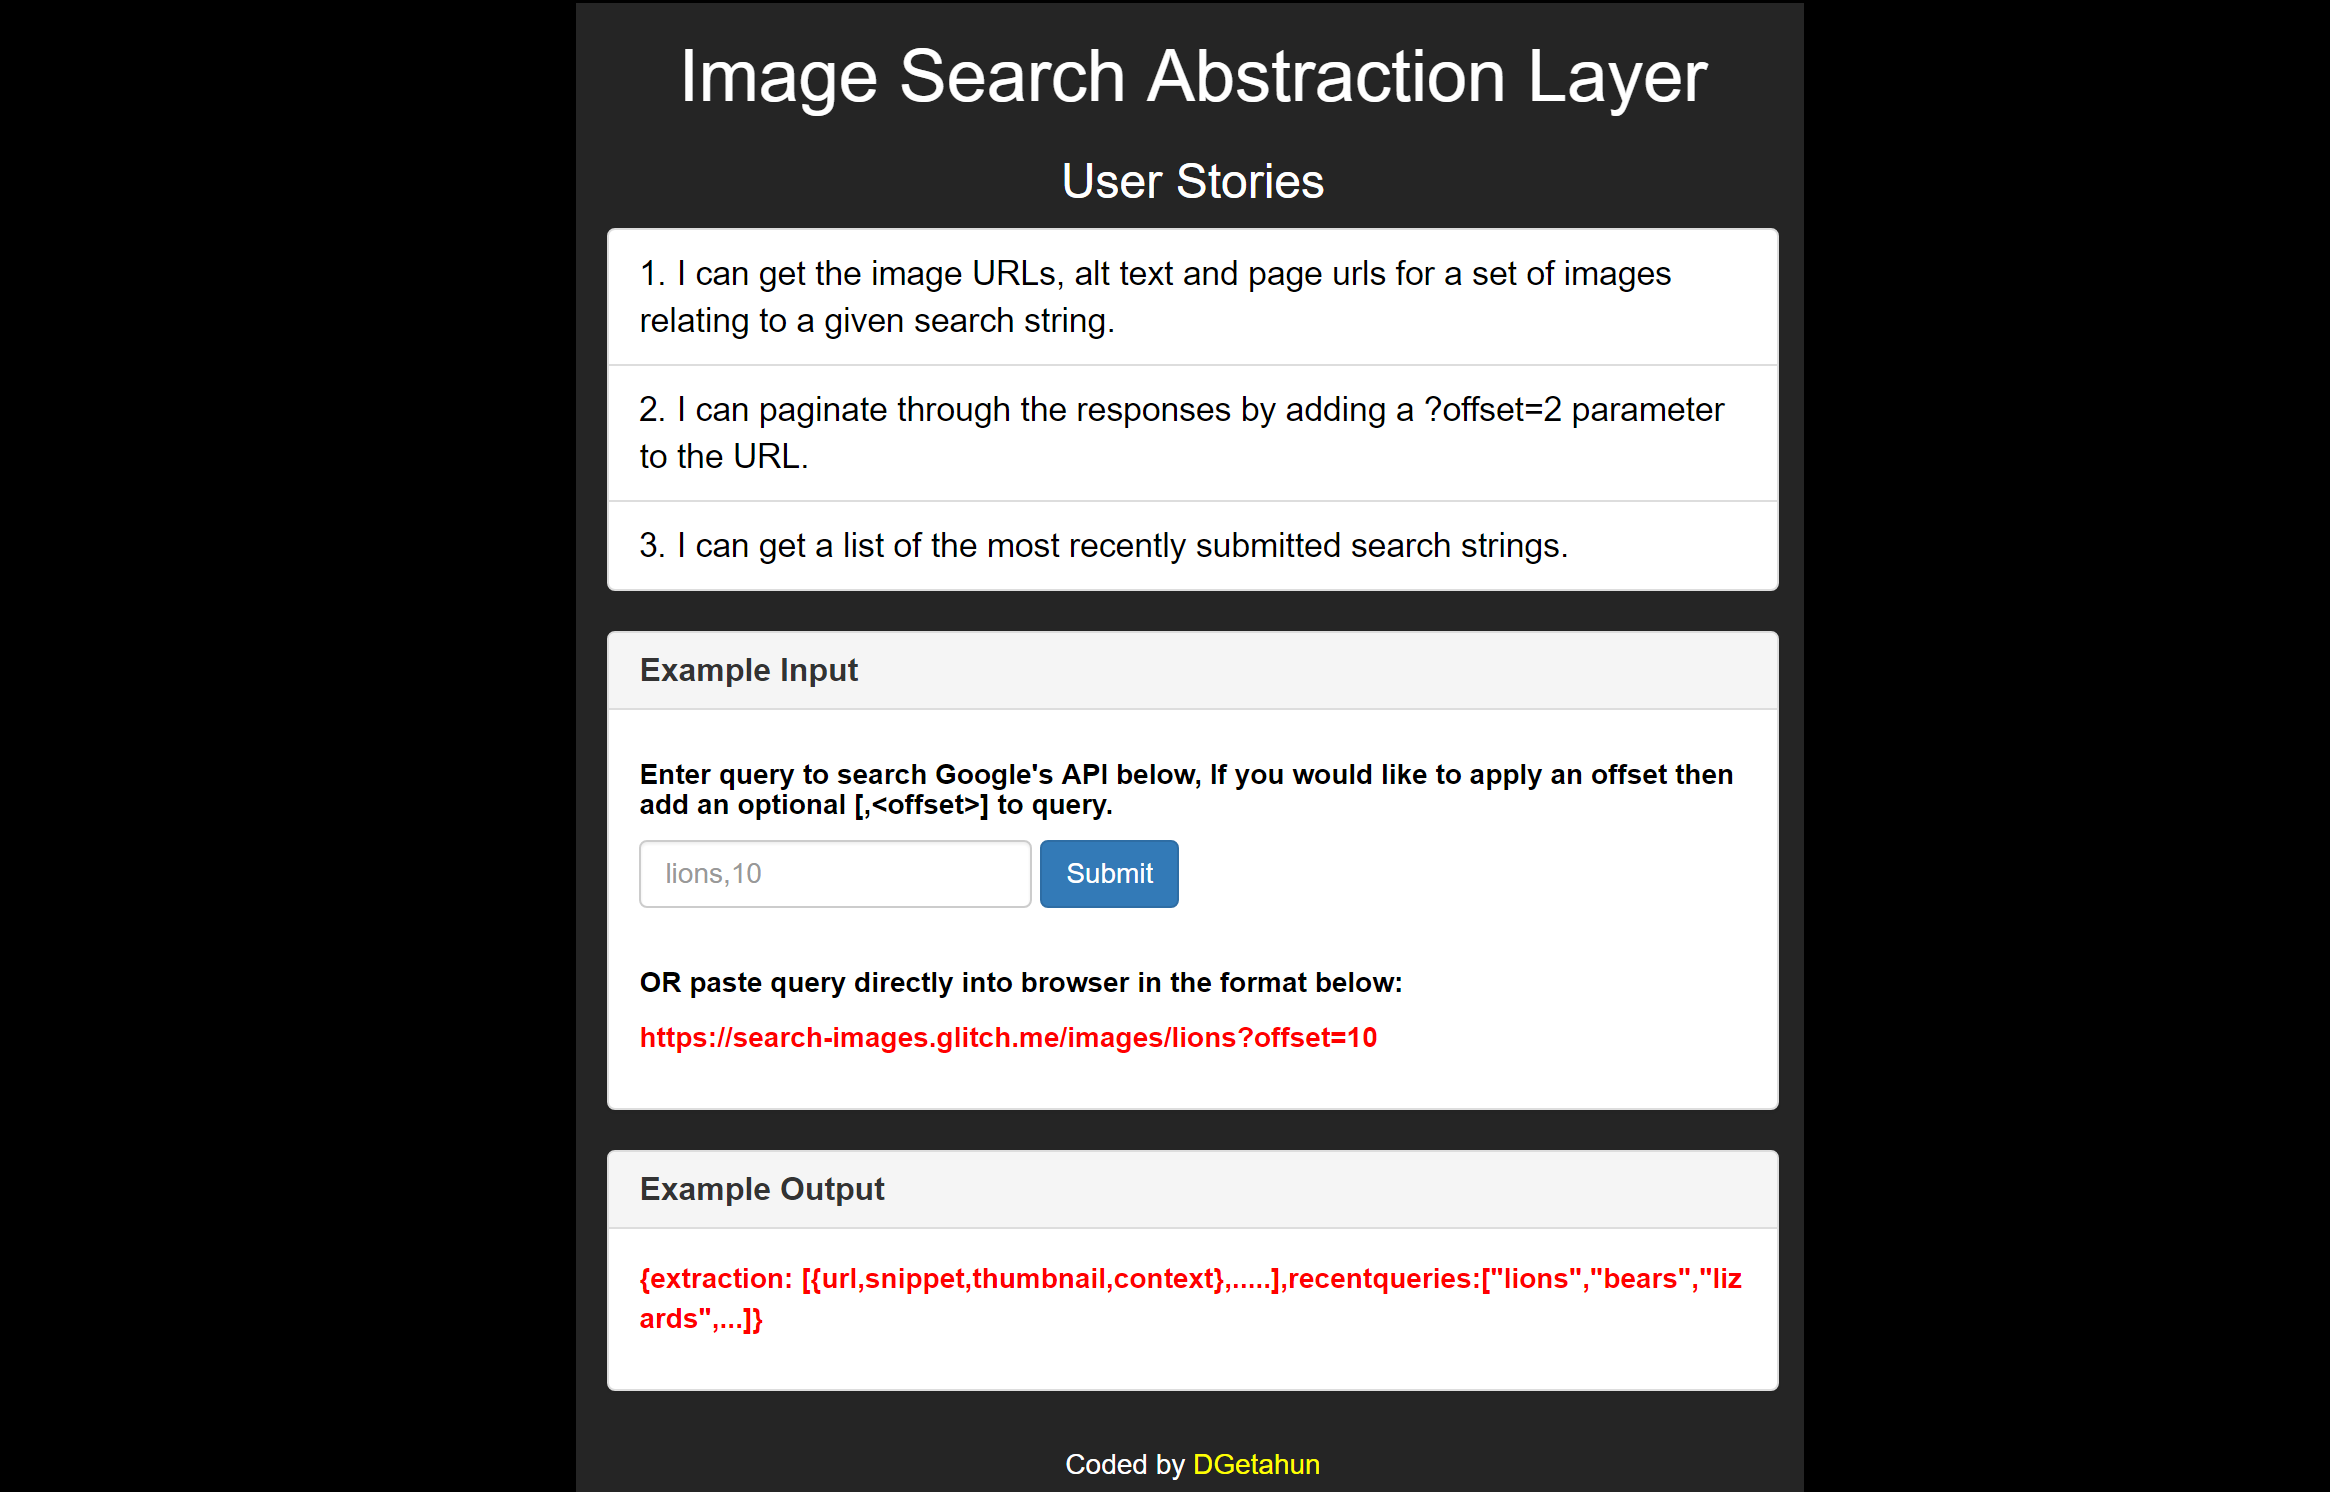 Image Search Abstraction Layer
User Stories
1. I can get the image URLs, alt text and page urls for a set of images
relating to a given search string.
2. I can paginate through the responses by adding a ?offset=2 parameter
to the URL.
3. I can get a list of the most recently submitted search strings.
Example Input
Enter query to search Google's API below, If you would like to apply an offset then
add an optional [,<offset>] to query.
lions,10 Submit
OR paste query directly into browser in the format below:
https://search-images.glitch.me/images/lions?offset=10
Example Output
{extraction: [{url,snippet,thumbnail,context},.....],recentqueries:["lions","bears","liz
ards",...]}
Coded by DGetahun